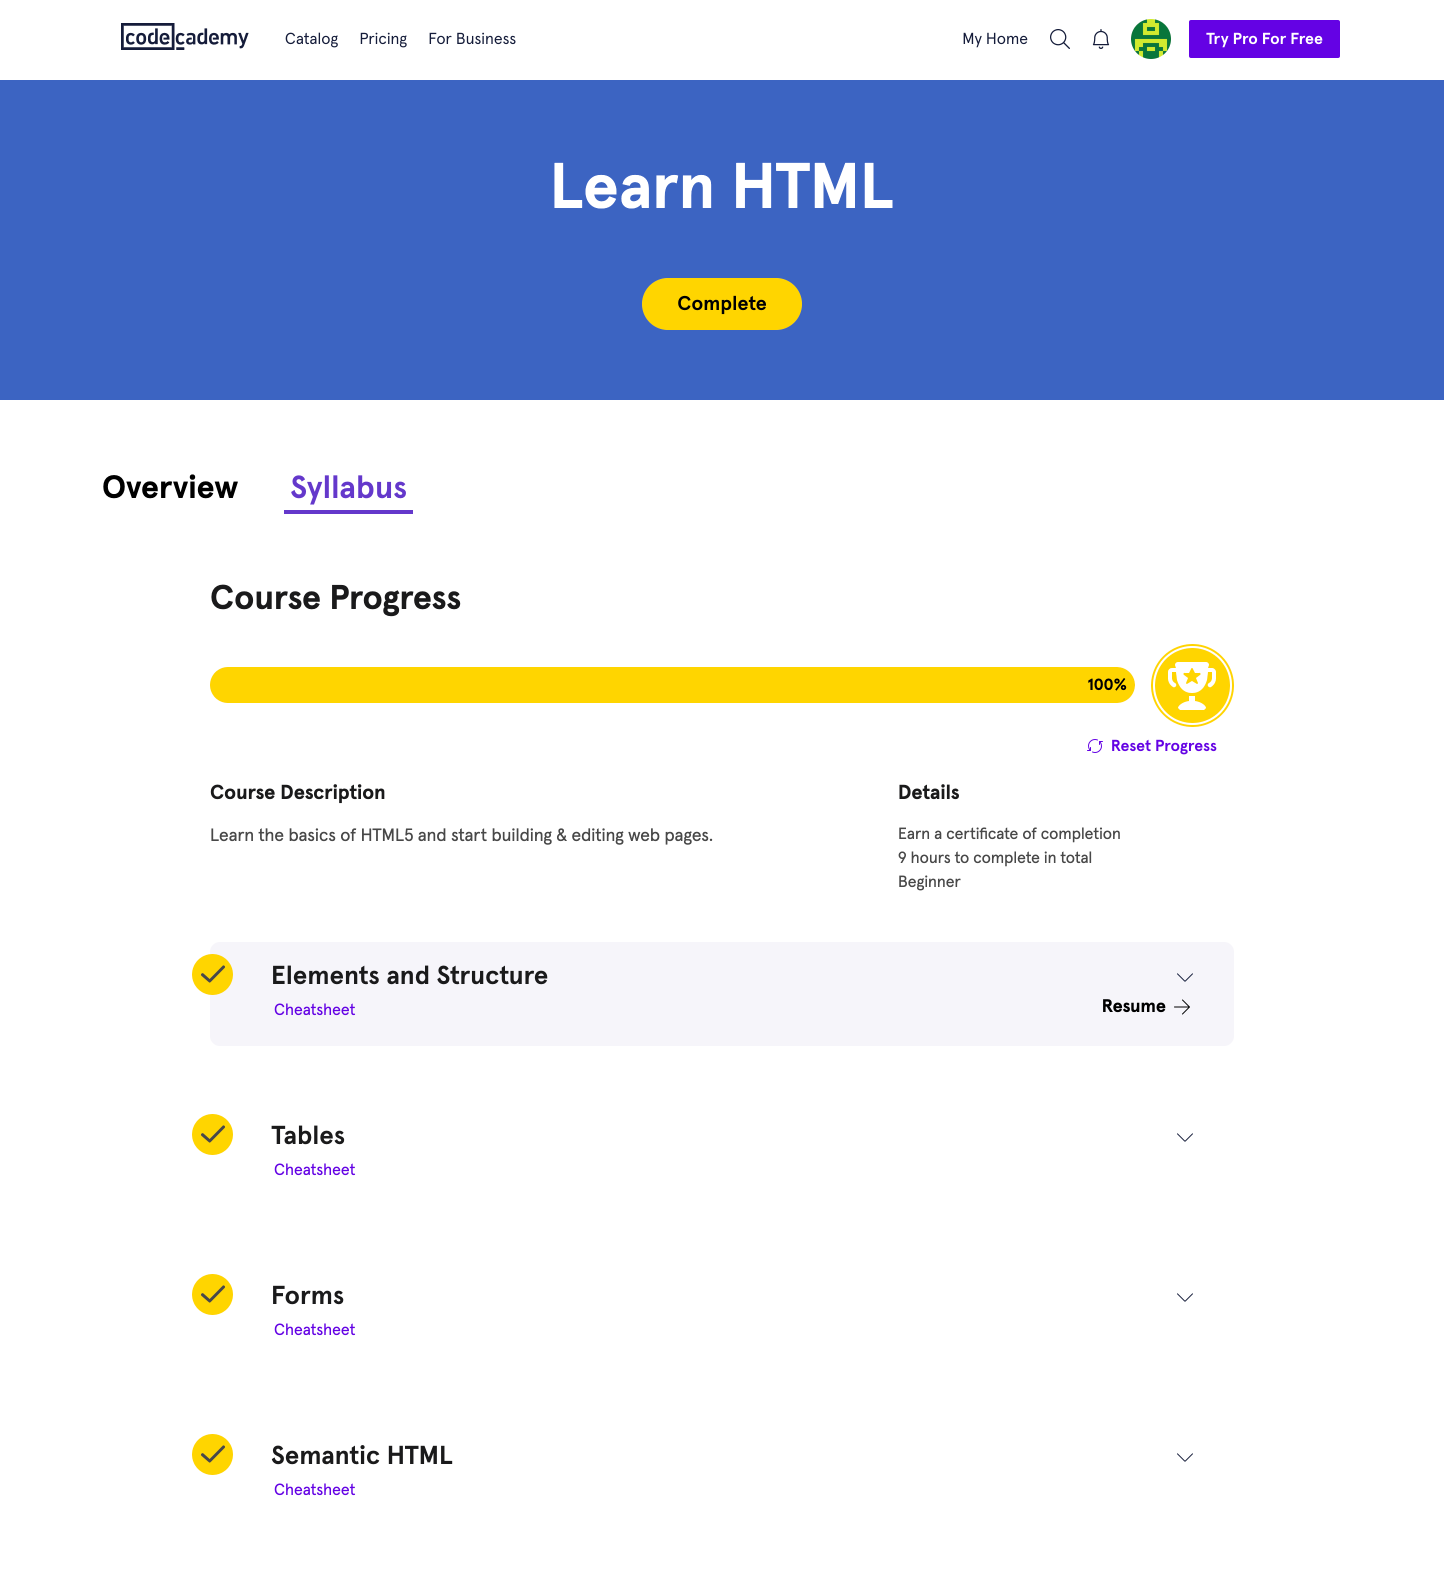 codecademy Catalog Pricing For Business My Home Try Pro For Free
Learn HTML
Complete
Overview Syllabus
Course Progress
100%
Reset Progress
Course Description
Learn the basics of HTML5 and start building & editing web pages.
Details
Earn a certificate of completion
9 hours to complete in total
Beginner
Elements and Structure
Cheatsheet
Resume
Tables
Cheatsheet
Forms
Cheatsheet
Semantic HTML
Cheatsheet